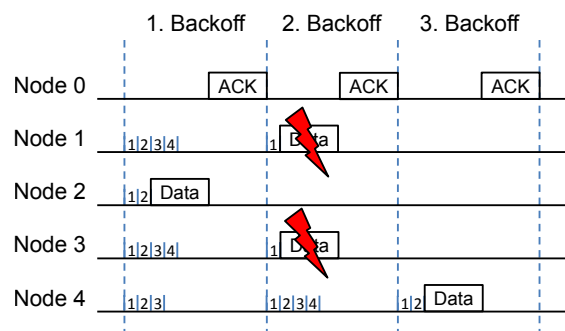 1. Backoff 2. Backoff 3. Backoff
Node 0 ACK ACK ACK
Node 1 1|2|3|4| 1 Data
Node 2 1|2 Data
Node 3 1|2|3|4| 1 Data
Node 4 1|2|3| 1|2|3|4| 1|2 Data